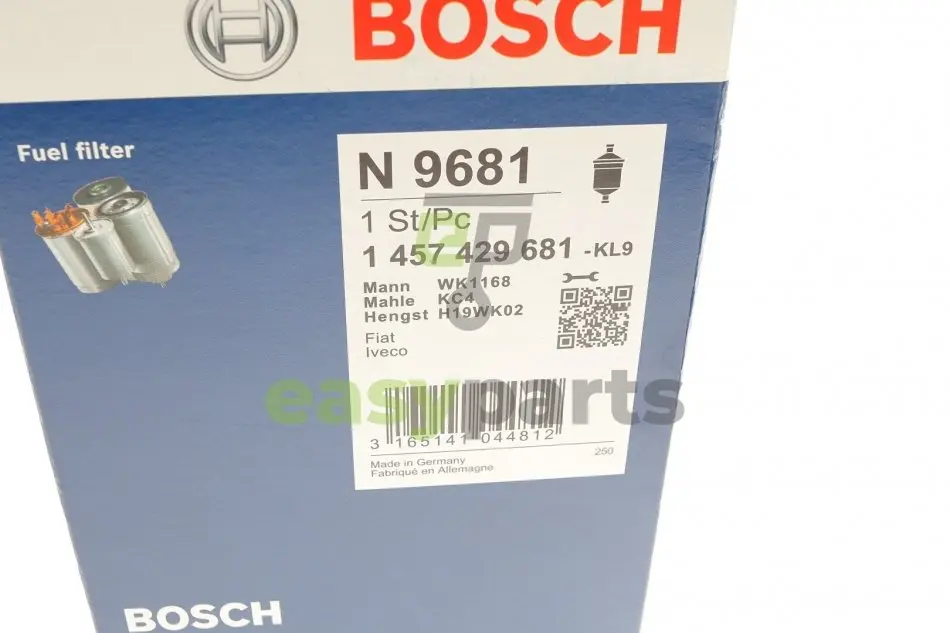 BOSCH
Fuel filter
N 9681
1 St/Pc
1 457 429 681 -KL9
Mann WK1168
Mahle KC4
Hengst H19WK02
Fiat
Iveco
easyparts
3 165141 044812
250
Made in Germany
Fabriqué en Allemagne
BOSCH